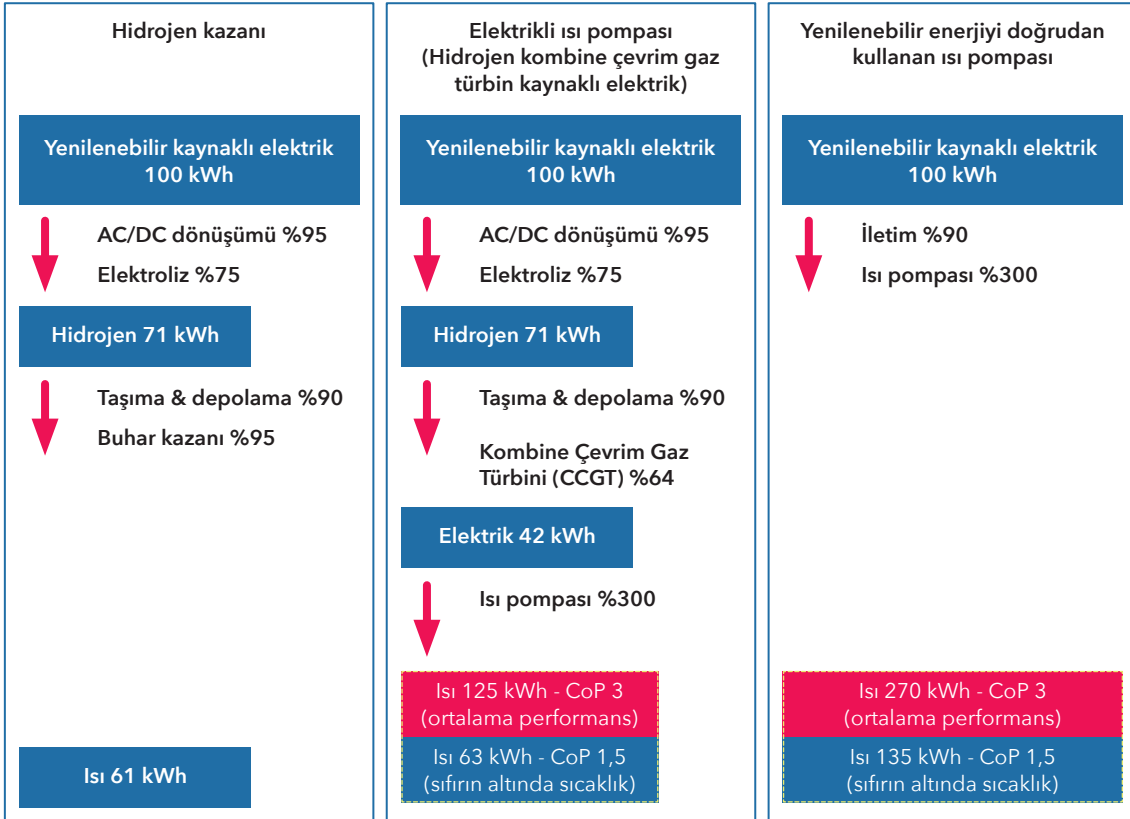 Hidrojen kazanı
Yenilenebilir kaynaklı elektrik
100 kWh
AC/DC dönüşümü %95
Elektroliz %75
Hidrojen 71 kWh
Taşıma & depolama %90
Buhar kazanı %95
Isı 61 kWh
Elektrikli ısı pompası
(Hidrojen kombine çevrim gaz
türbin kaynaklı elektrik)
Yenilenebilir kaynaklı elektrik
100 kWh
AC/DC dönüşümü %95
Elektroliz %75
Hidrojen 71 kWh
Taşıma & depolama %90
Kombine Çevrim Gaz
Türbini (CCGT) %64
Elektrik 42 kWh
Isı pompası %300
Isı 125 kWh - CoP 3
(ortalama performans)
Isı 63 kWh - CoP 1,5
(sıfırın altında sıcaklık)
Yenilenebilir enerjiyi doğrudan
kullanan ısı pompası
Yenilenebilir kaynaklı elektrik
100 kWh
İletim %90
Isı pompası %300
Isı 270 kWh - CoP 3
(ortalama performans)
Isı 135 kWh - CoP 1,5
(sıfırın altında sıcaklık)